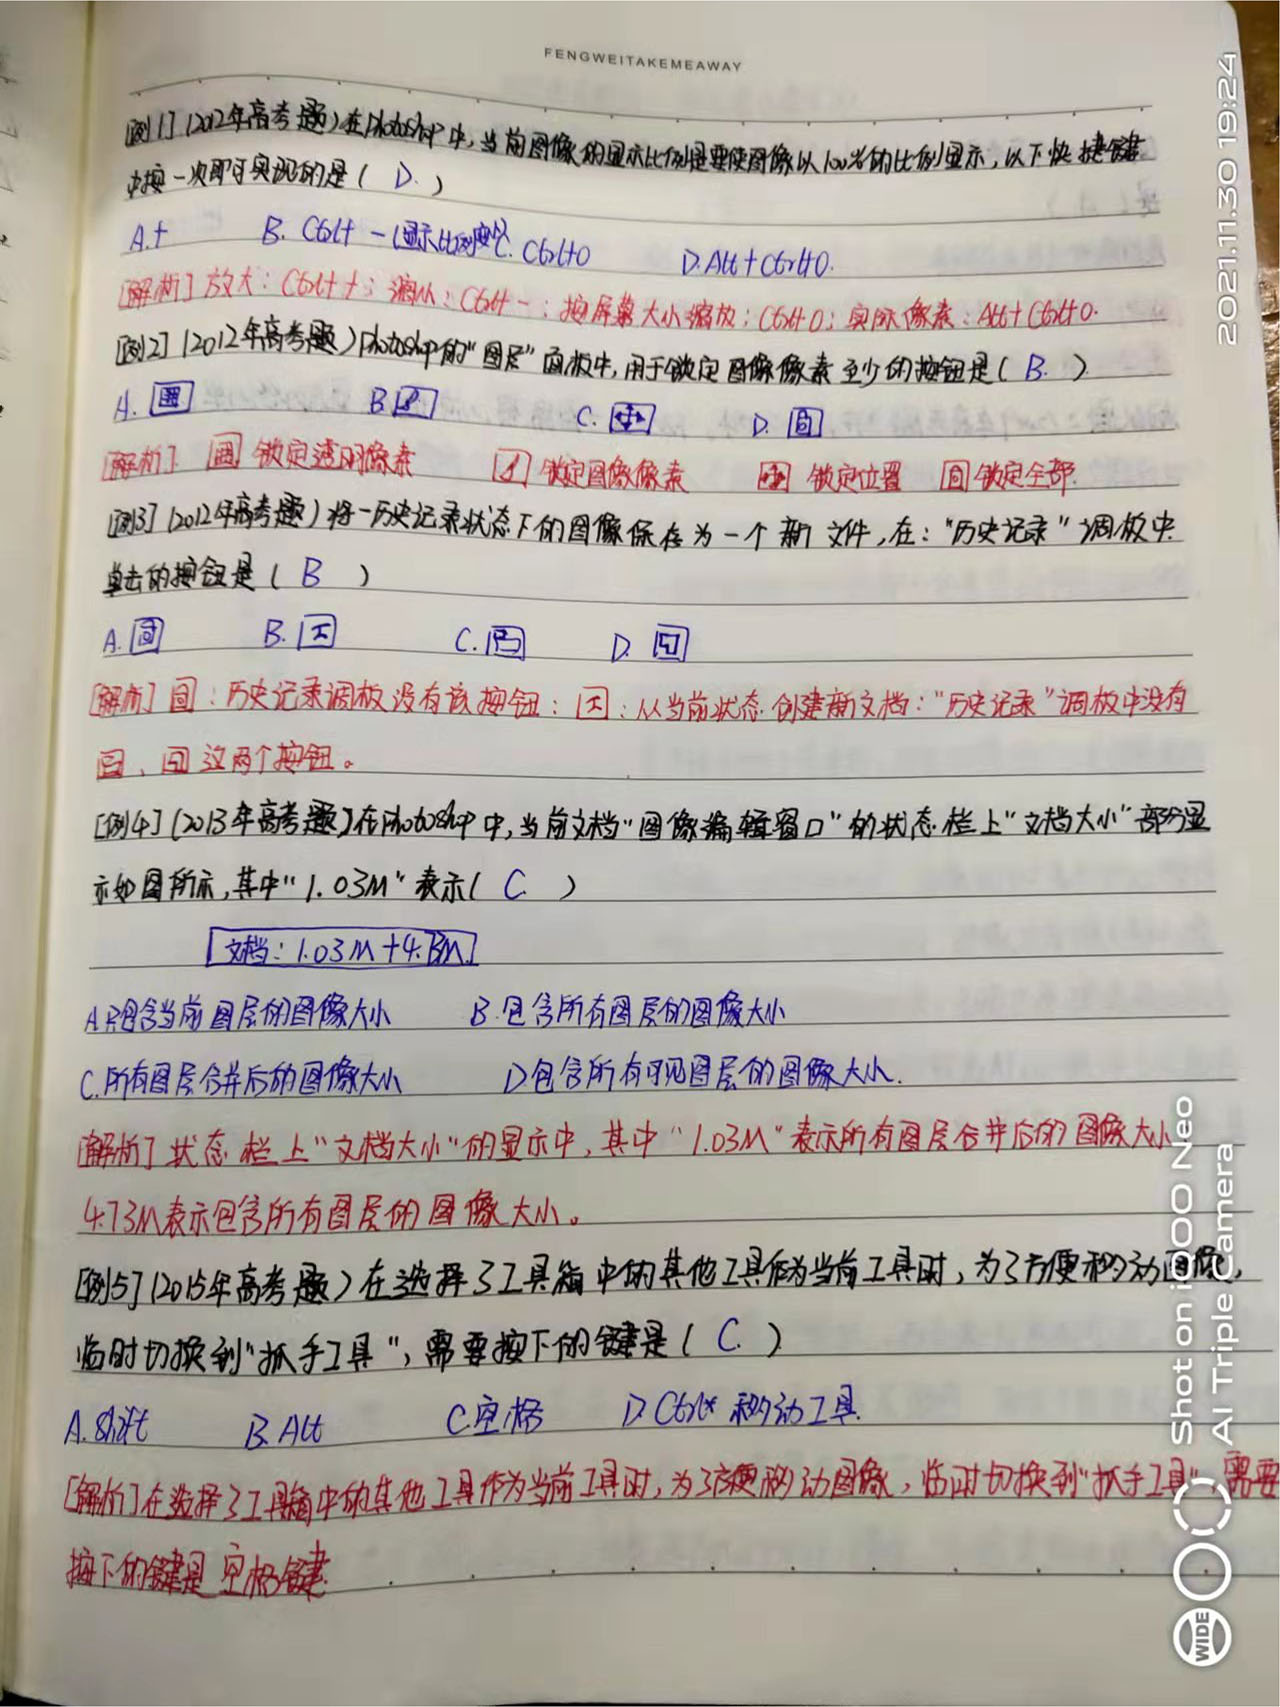 FENGWEITAKEMEAWAY
[例1](2012年高考题)在Photoshop中,当前图像的显示比例是要使图像以100%的比例显示,以下快捷键
中按一次即可实现的是( D. )
A.+ B. Ctrl+ -(显示比例 C. Ctrl+0 D.Alt+Ctrl+0.
[解析]放大:Ctrl++;缩小:Ctrl+-;按屏幕大小缩放:Ctrl+0;实际像素:Alt+Ctrl+0.
[例2](2012年高考题)Photoshop的“图层”面板中,用于锁定图像像素至少的按钮是( B. )
A. B. C. D.
[解析] 锁定透明像素 锁定图像像素 锁定位置 锁定全部.
[例3](2012年高考题)将一历史记录状态下的图像保存为一个新文件,在:“历史记录”调板中
单击的按钮是( B )
A. B. C. D.
[解析] :历史记录调板没有该按钮: :从当前状态创建新文档:“历史记录”调板中没有
、 这两个按钮。
[例4](2013年高考题)在Photoshop中,当前文档“图像编辑窗口”的状态栏上“文档大小”部分显
示如图所示,其中“1.03M”表示( C )
文档:1.03M+4.73M
A.只包含当前图层的图像大小 B.包含所有图层的图像大小
C.所有图层合并后的图像大小 D.包含所有可见图层的图像大小.
[解析]状态栏上“文档大小”的显示中,其中“1.03M”表示所有图层合并后的图像大小
4.73M表示包含所有图层的图像大小。
[例5](2015年高考题)在选择了工具箱中的其他工具作为当前工具时,为了方便移动图像,
临时切换到“抓手工具”,需要按下的键是( C. )
A.Shift B.Alt C.空格 D.Ctrl+ 移动工具.
[解析]在选择了工具箱中的其他工具作为当前工具时,为了方便移动图像,临时切换到“抓手工具”,需要
按下的键是 空格键.
2021.11.30 19:24
Shot on iQOO Neo
AI Triple Camera
WIDE